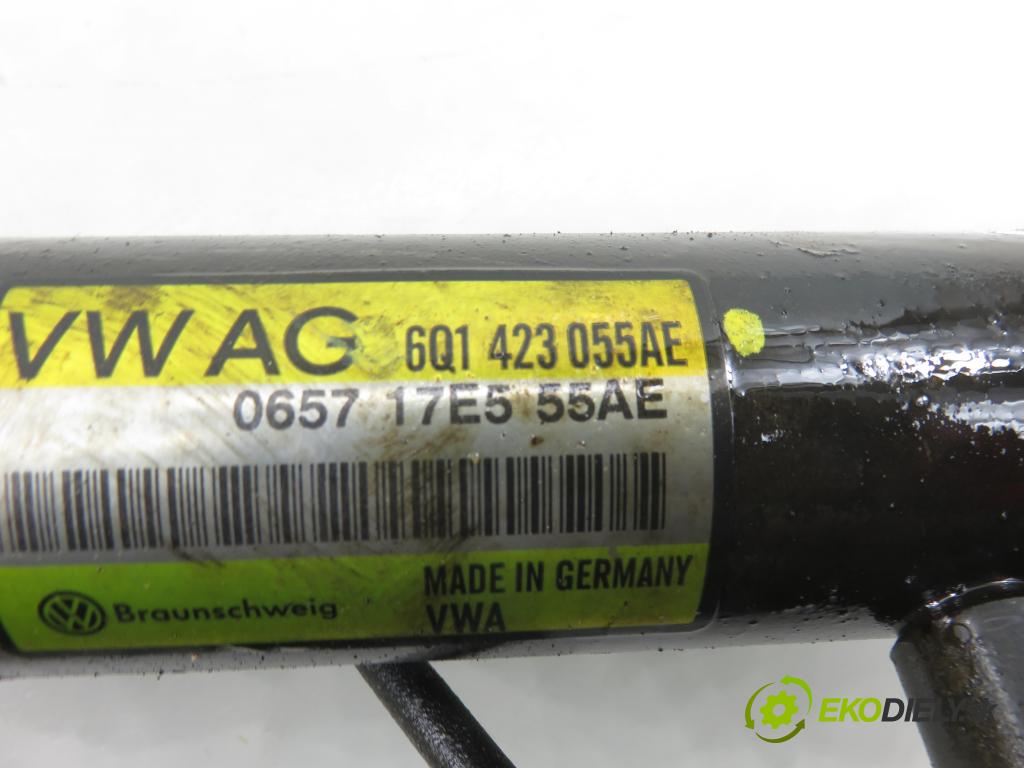 VW AG 6Q1 423 055AE
0657 17E5 55AE
MADE IN GERMANY
Braunschweig VWA
EKODIELY